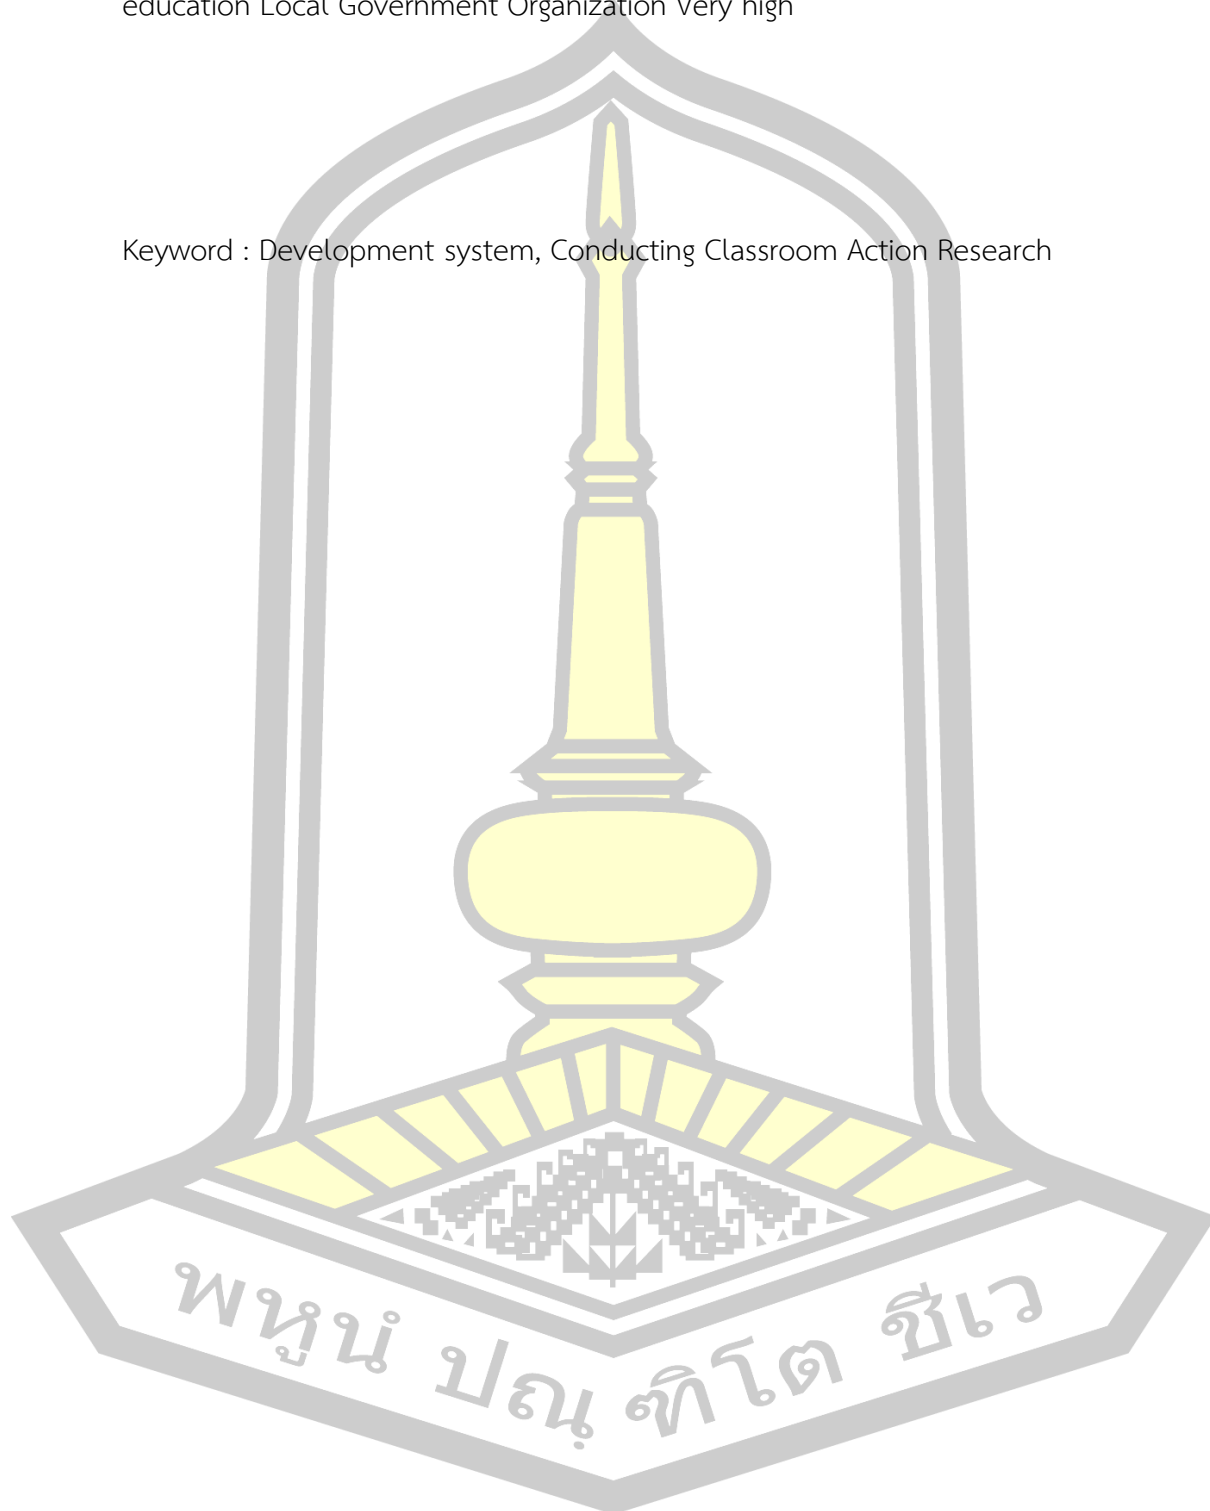 education Local Government Organization Very high
Keyword : Development system, Conducting Classroom Action Research
พหูนํ ปณฺ ฑิโต ชีเว